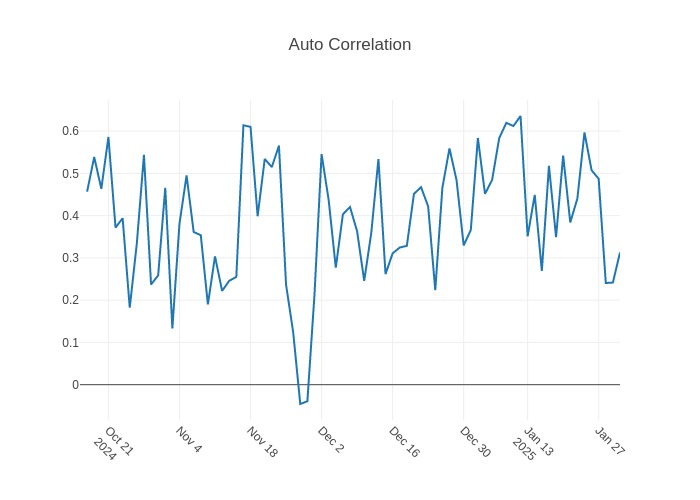 Auto Correlation
0.6
0.5
0.4
0.3
0.2
0.1
0
Oct 21
2024
Nov 4
Nov 18
Dec 2
Dec 16
Dec 30
Jan 13
2025
Jan 27